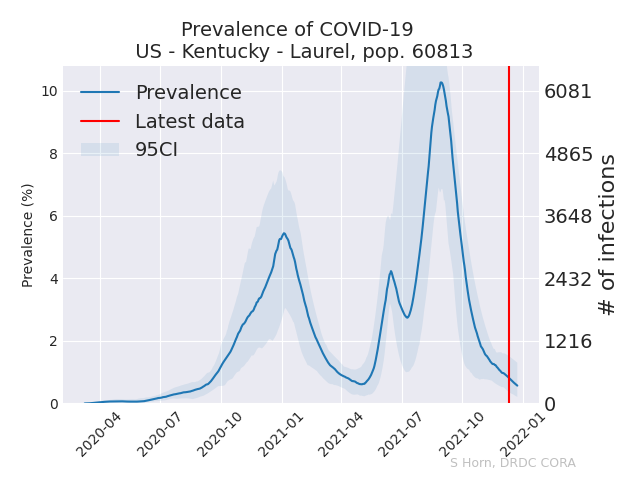 Prevalence of COVID-19
US - Kentucky - Laurel, pop. 60813
Prevalence
Latest data
95CI
Prevalence (%)
10
8
6
4
2
0
6081
4865
3648
2432
1216
0
# of infections
2020-04
2020-07
2020-10
2021-01
2021-04
2021-07
2021-10
2022-01
S Horn, DRDC CORA